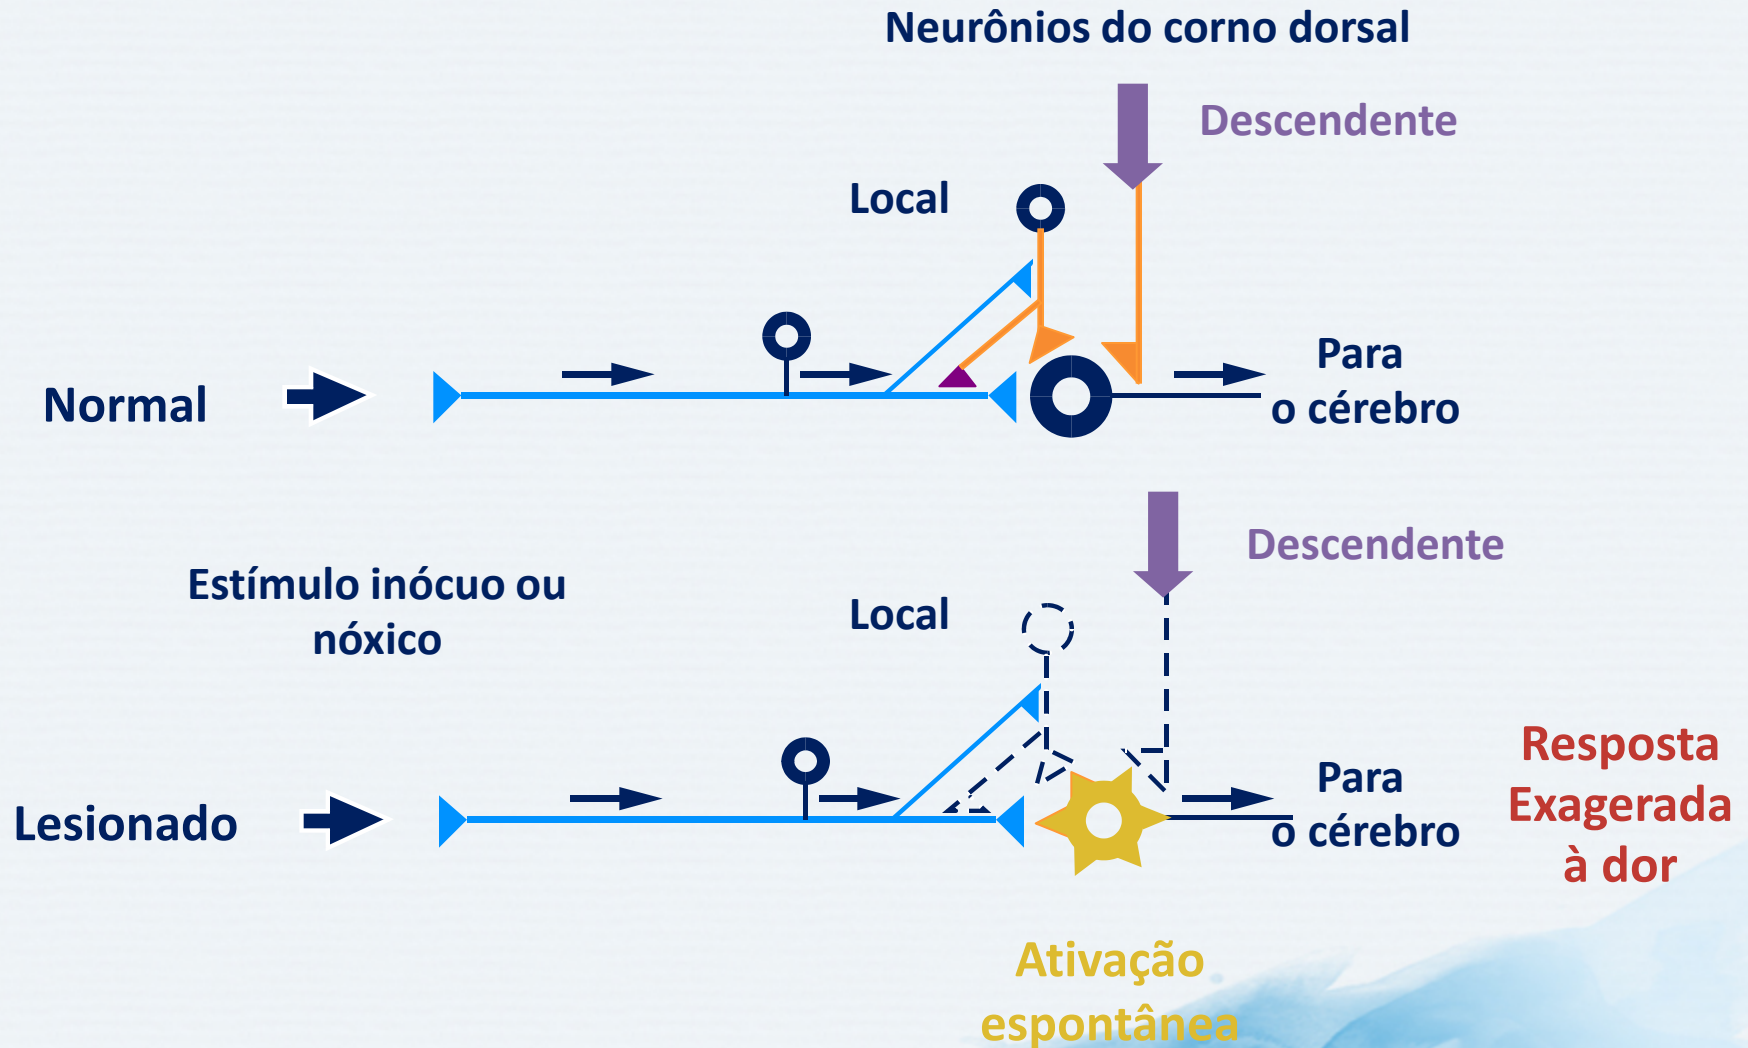 Neurônios do corno dorsal
Descendente
Local
Normal
Para
o cérebro
Descendente
Estímulo inócuo ou
nóxico
Local
Lesionado
Para
o cérebro
Resposta
Exagerada
à dor
Ativação
espontânea